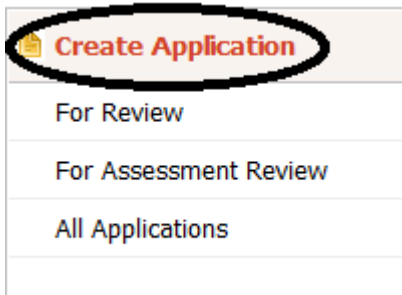 Create Application
For Review
For Assessment Review
All Applications